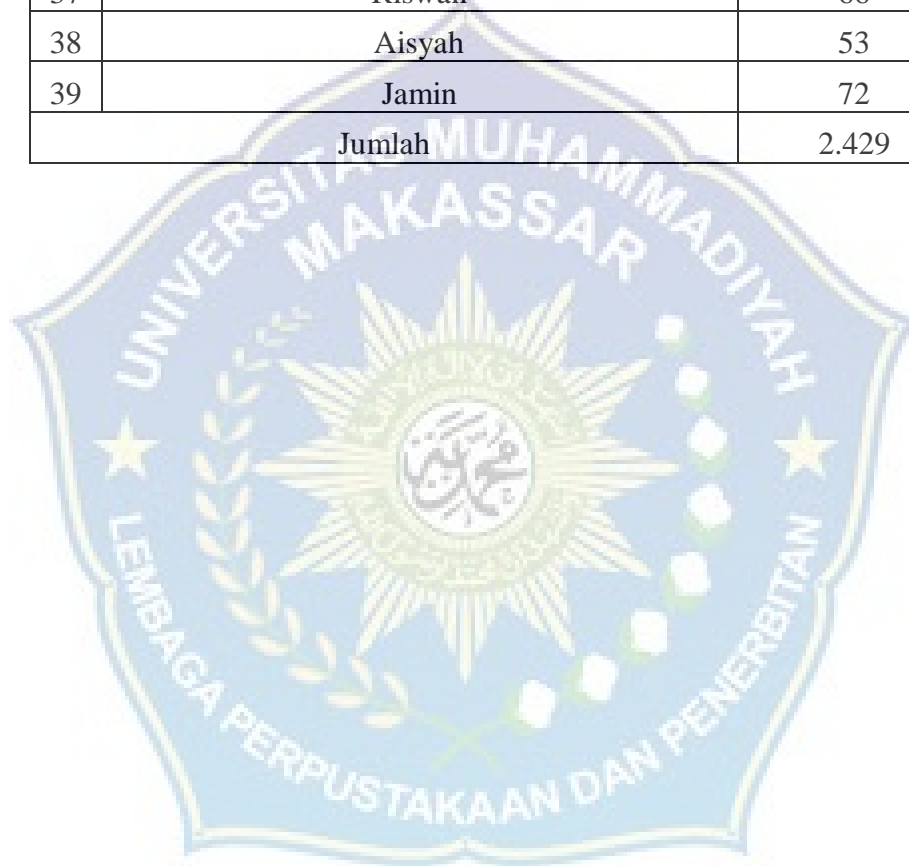 38 Aisyah 53
39 Jamin 72
Jumlah 2.429
UNIVERSITAS MUHAMMADIYAH
MAKASSAR
LEMBAGA PERPUSTAKAAN DAN PENERBITAN